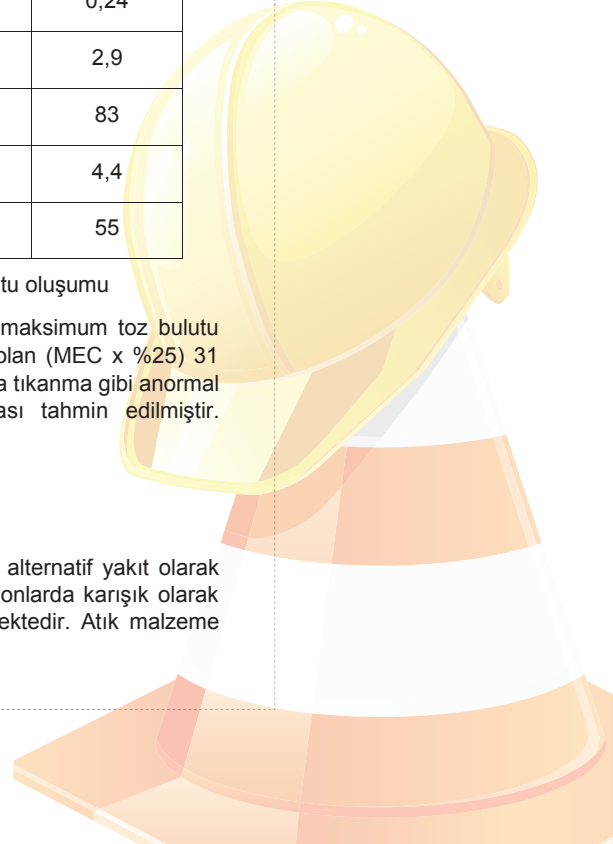 0,24
2,9
83
4,4
55
tu oluşumu
maksimum toz bulutu
olan (MEC x %25) 31
a tıkanma gibi anormal
ası tahmin edilmiştir.
alternatif yakıt olarak
onlarda karışık olarak
ektedir. Atık malzeme